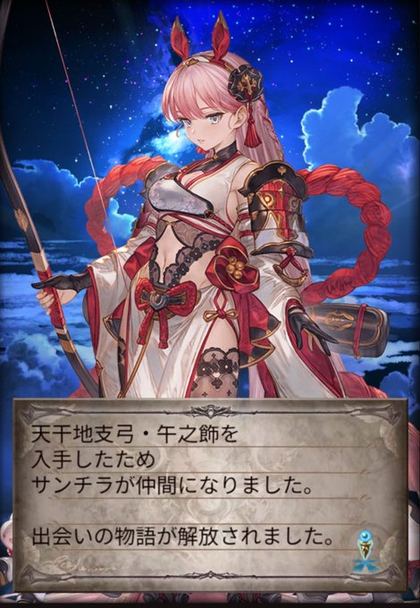 天干地支弓・午之飾を
入手したため
サンチラが仲間になりました。
出会いの物語が解放されました。